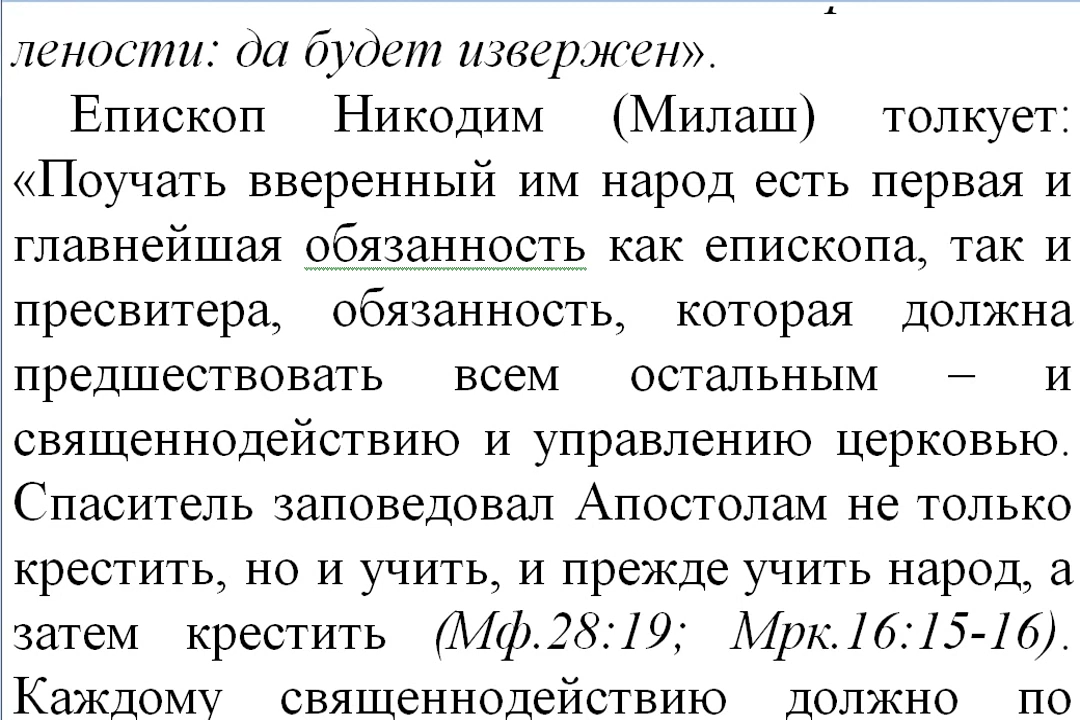 лености: да будет извержен».
Епископ Никодим (Милаш) толкует:
«Поучать вверенный им народ есть первая и
главнейшая обязанность как епископа, так и
пресвитера, обязанность, которая должна
предшествовать всем остальным – и
священнодействию и управлению церковью.
Спаситель заповедовал Апостолам не только
крестить, но и учить, и прежде учить народ, а
затем крестить (Мф.28:19; Мрк.16:15-16).
Каждому священнодействию должно по